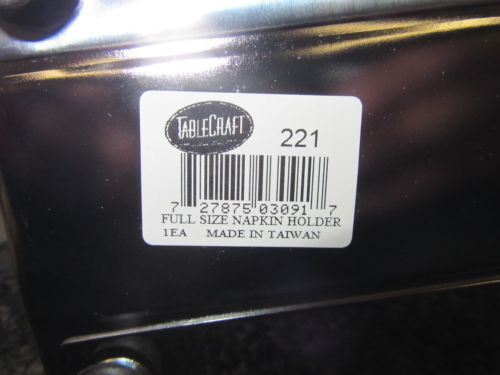 TABLECRAFT
221
7 27875 03091 7
FULL SIZE NAPKIN HOLDER
1EA MADE IN TAIWAN